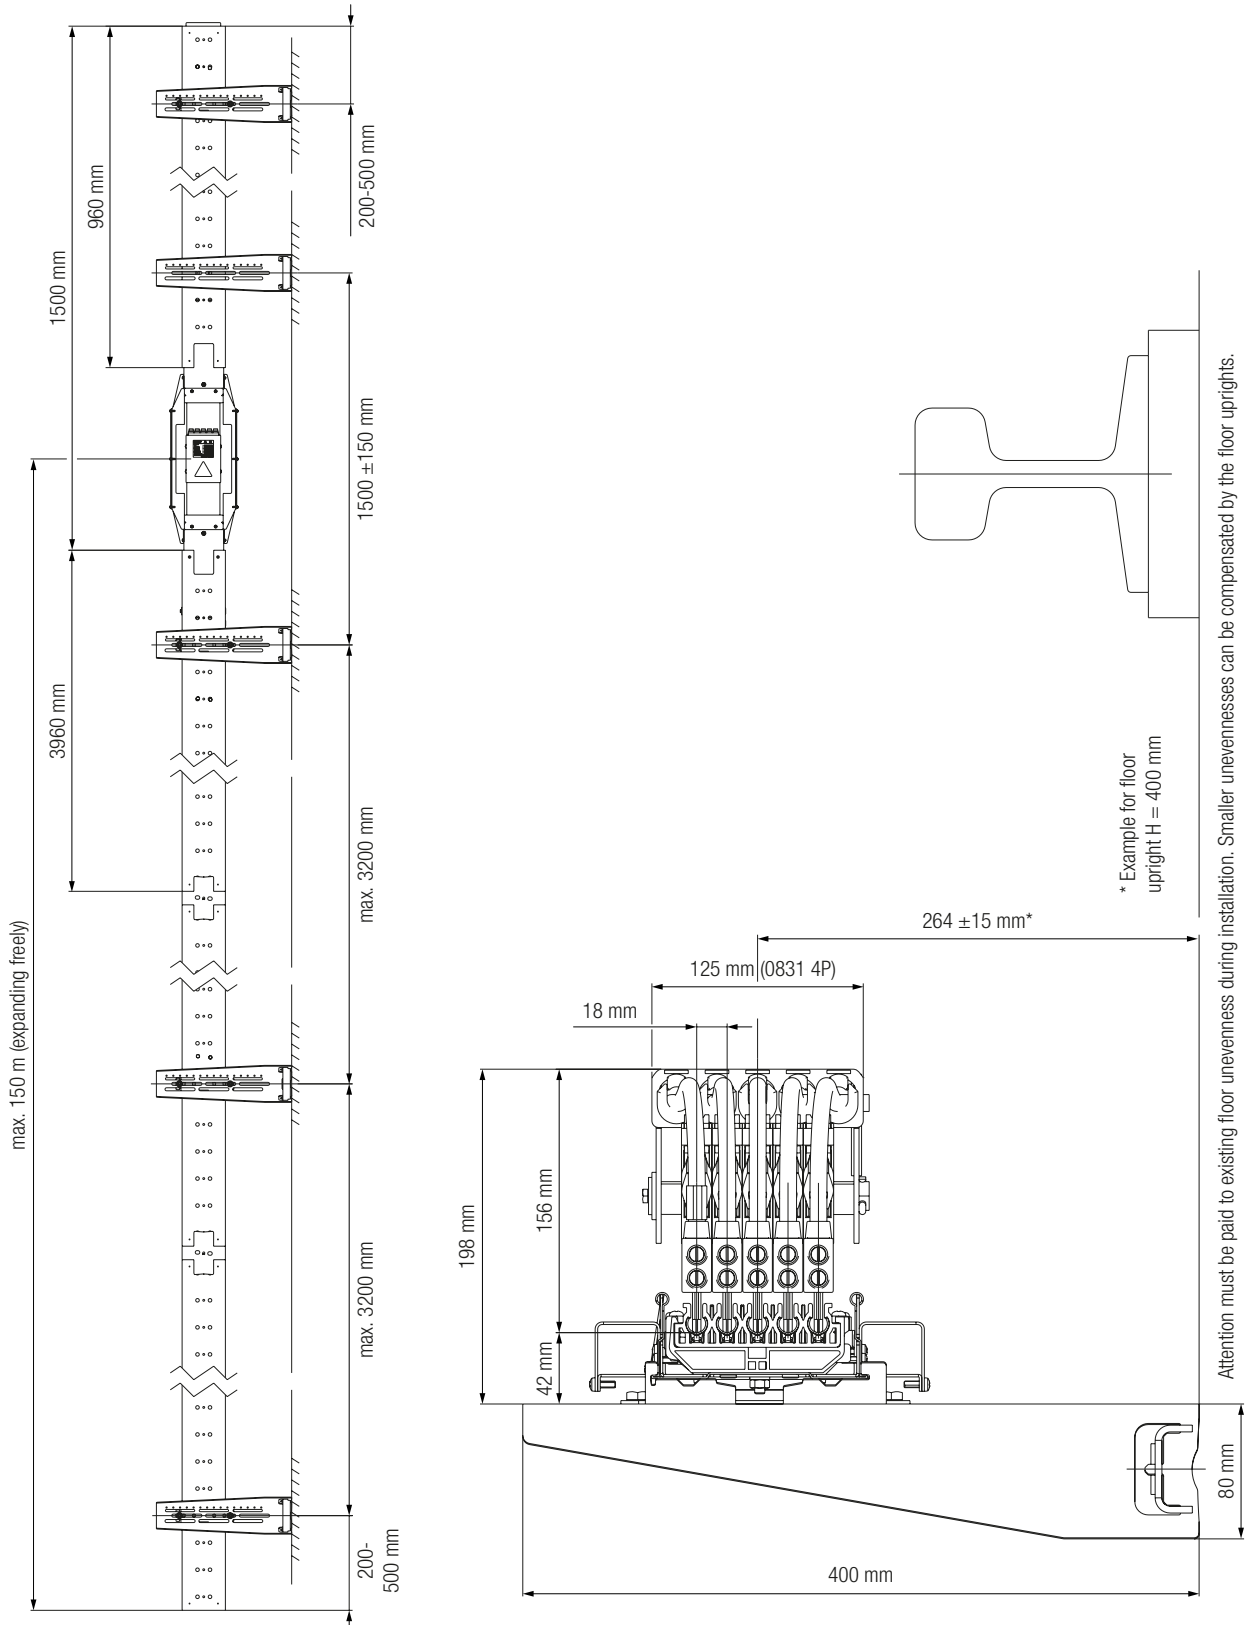 max. 150 m (expanding freely)
1500 mm
3960 mm
960 mm
200-500 mm
1500 ±150 mm
max. 3200 mm
max. 3200 mm
200-
500 mm
* Example for floor
upright H = 400 mm
Attention must be paid to existing floor unevenness during installation. Smaller unevennesses can be compensated by the floor uprights.
264 ±15 mm*
125 mm (0831 4P)
18 mm
198 mm
156 mm
42 mm
80 mm
400 mm